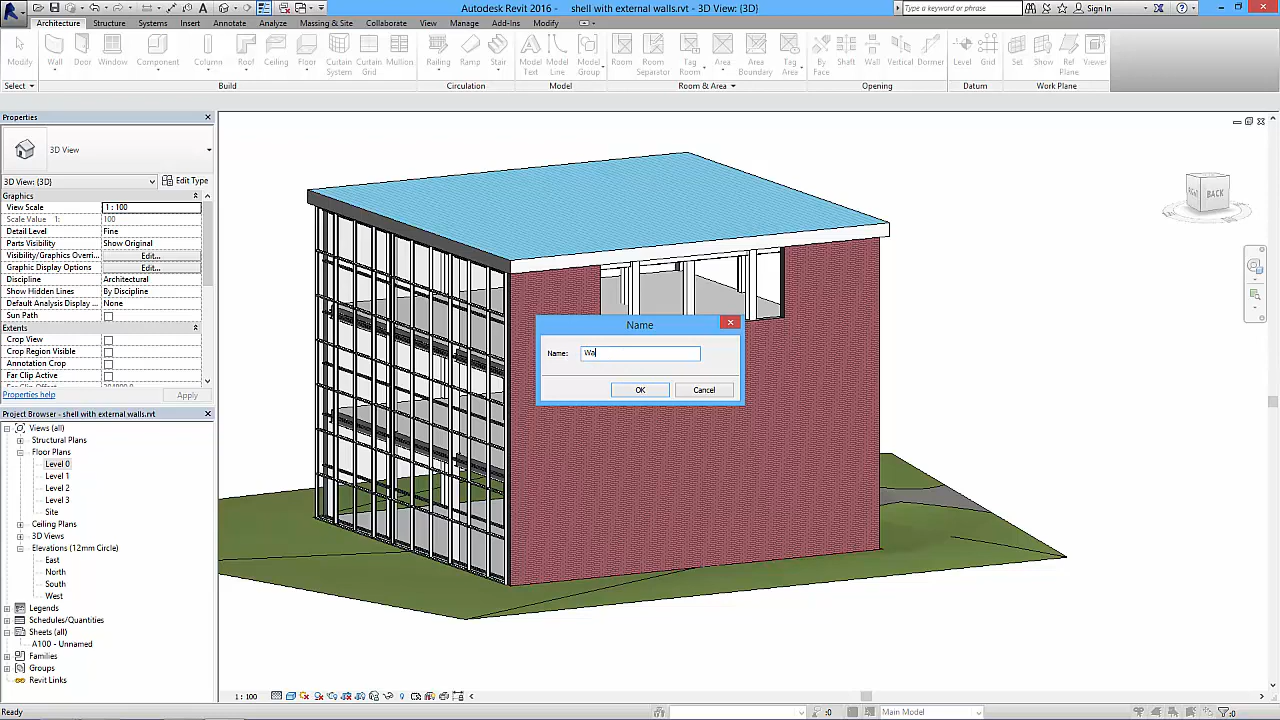 Autodesk Revit 2016 - shell with external walls.rvt - 3D View: {3D}
Type a keyword or phrase
Sign In
Architecture Structure Systems Insert Annotate Analyze Massing & Site Collaborate View Manage Add-Ins Modify
Modify Wall Door Window Component Column Roof Ceiling Floor Curtain System Curtain Grid Mullion Railing Ramp Stair Model Text Model Line Model Group Room Room Separator Tag Room Area Area Boundary Tag Area By Face Shaft Wall Vertical Dormer Level Grid Set Show Ref Plane Viewer
Select Build Circulation Model Room & Area Opening Datum Work Plane
Properties
3D View
3D View: {3D} Edit Type
Graphics
View Scale 1 : 100
Scale Value 1: 100
Detail Level Fine
Parts Visibility Show Original
Visibility/Graphics Overri... Edit...
Graphic Display Options Edit...
Discipline Architectural
Show Hidden Lines By Discipline
Default Analysis Display ... None
Sun Path
Extents
Crop View
Crop Region Visible
Annotation Crop
Far Clip Active
Properties help Apply
Project Browser - shell with external walls.rvt
Views (all)
Structural Plans
Floor Plans
Level 0
Level 1
Level 2
Level 3
Site
Ceiling Plans
3D Views
Elevations (12mm Circle)
East
North
South
West
Legends
Schedules/Quantities
Sheets (all)
A100 - Unnamed
Families
Groups
Revit Links
RIGHT BACK
Name
Name: Wal
OK Cancel
1 : 100
Ready
:0 Main Model :0